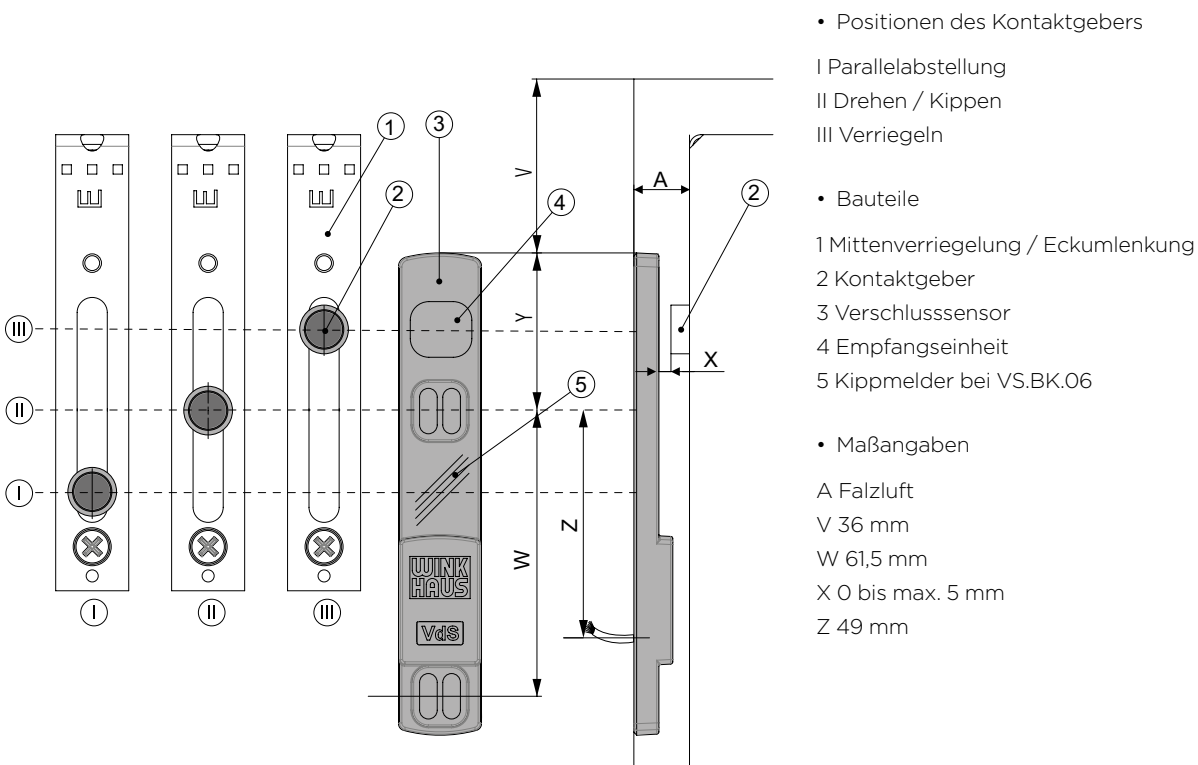 • Positionen des Kontaktgebers
I Parallelabstellung
II Drehen / Kippen
III Verriegeln
• Bauteile
1 Mittenverriegelung / Eckumlenkung
2 Kontaktgeber
3 Verschlusssensor
4 Empfangseinheit
5 Kippmelder bei VS.BK.06
• Maßangaben
A Falzluft
V 36 mm
W 61,5 mm
X 0 bis max. 5 mm
Z 49 mm
E
E
E
1
2
3
4
5
2
V
A
Y
X
Z
W
III
II
I
I
II
III
WINK
HAUS
VdS